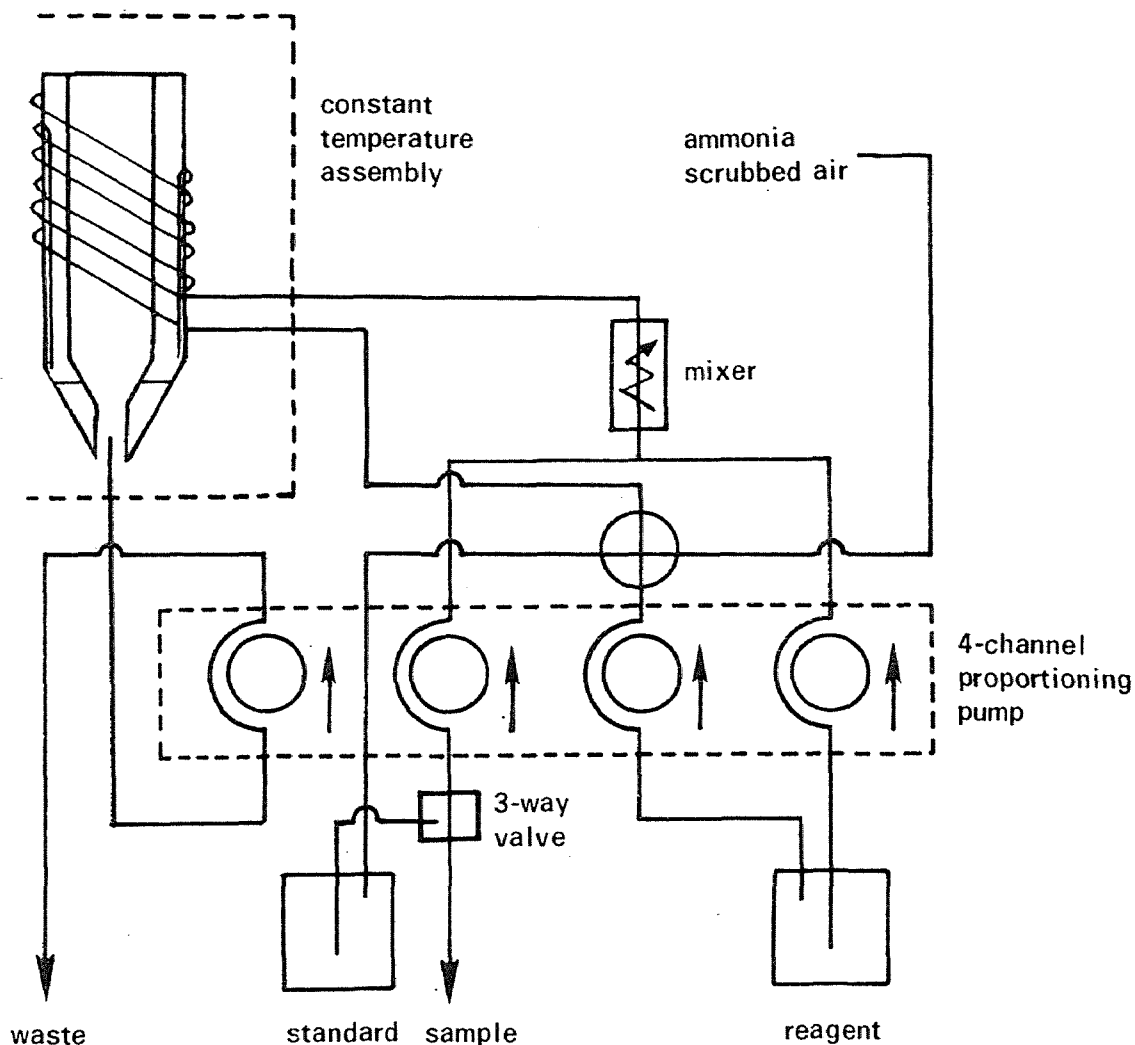 constant
temperature
assembly
ammonia
scrubbed air
mixer
4-channel
proportioning
pump
3-way
valve
waste
standard
sample
reagent